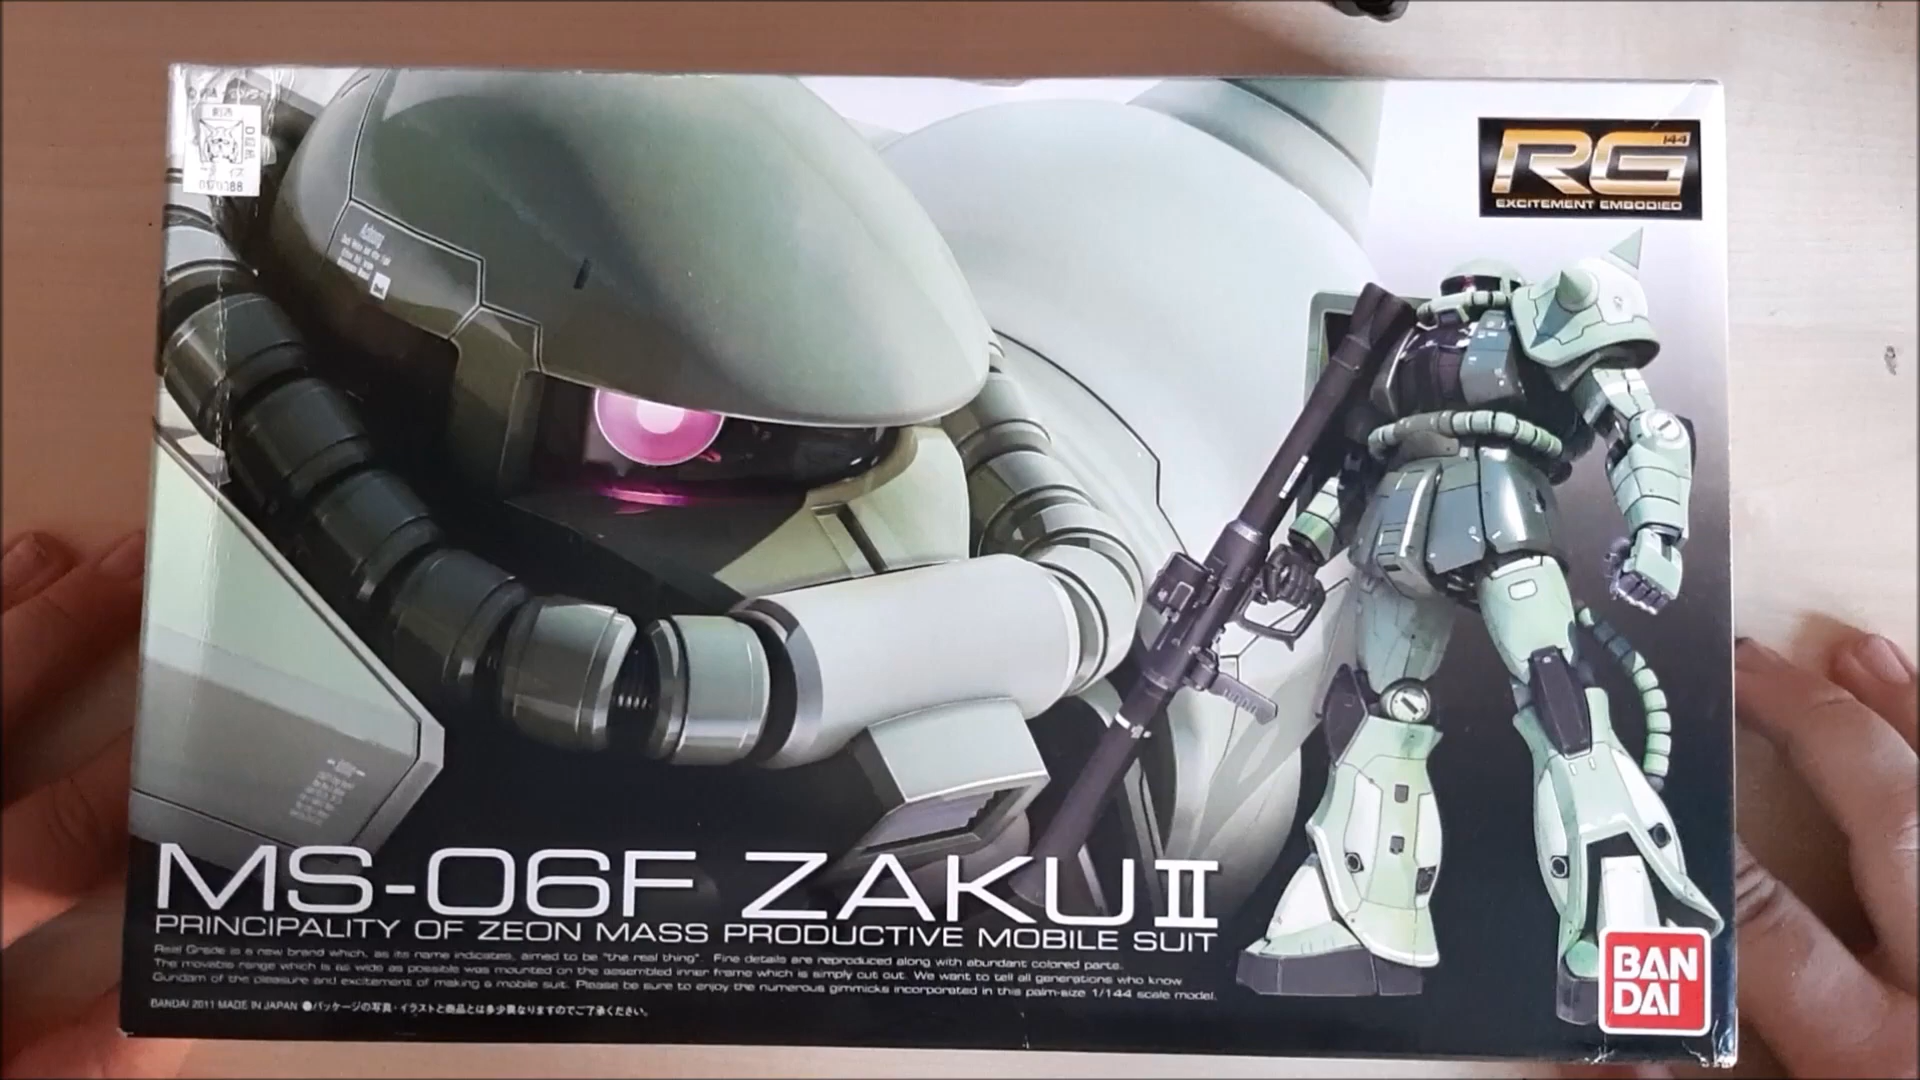 144
RG
EXCITEMENT EMBODIED
Achtung
MS-06F ZAKU II
PRINCIPALITY OF ZEON MASS PRODUCTIVE MOBILE SUIT
Real Grade is a new brand which, as its name indicates, aimed to be "the real thing". Fine details are reproduced along with abundant colored parts.
The movable range which is as wide as possible was mounted on the assembled inner frame which is simply cut out. We want to tell all generations who know
Gundam of the pleasure and excitement of making a mobile suit. Please be sure to enjoy the numerous gimmicks incorporated in this palm-size 1/144 scale model.
BANDAI 2011 MADE IN JAPAN ●パッケージの写真・イラストと商品とは多少異なりますのでご了承ください。
BAN
DAI